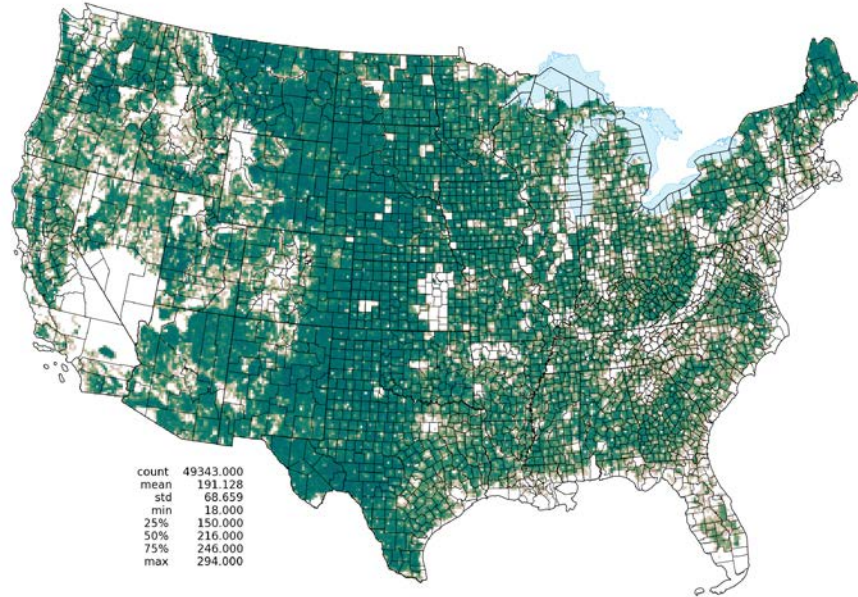 count 49343.000
mean 191.128
std 68.659
min 18.000
25% 150.000
50% 216.000
75% 246.000
max 294.000